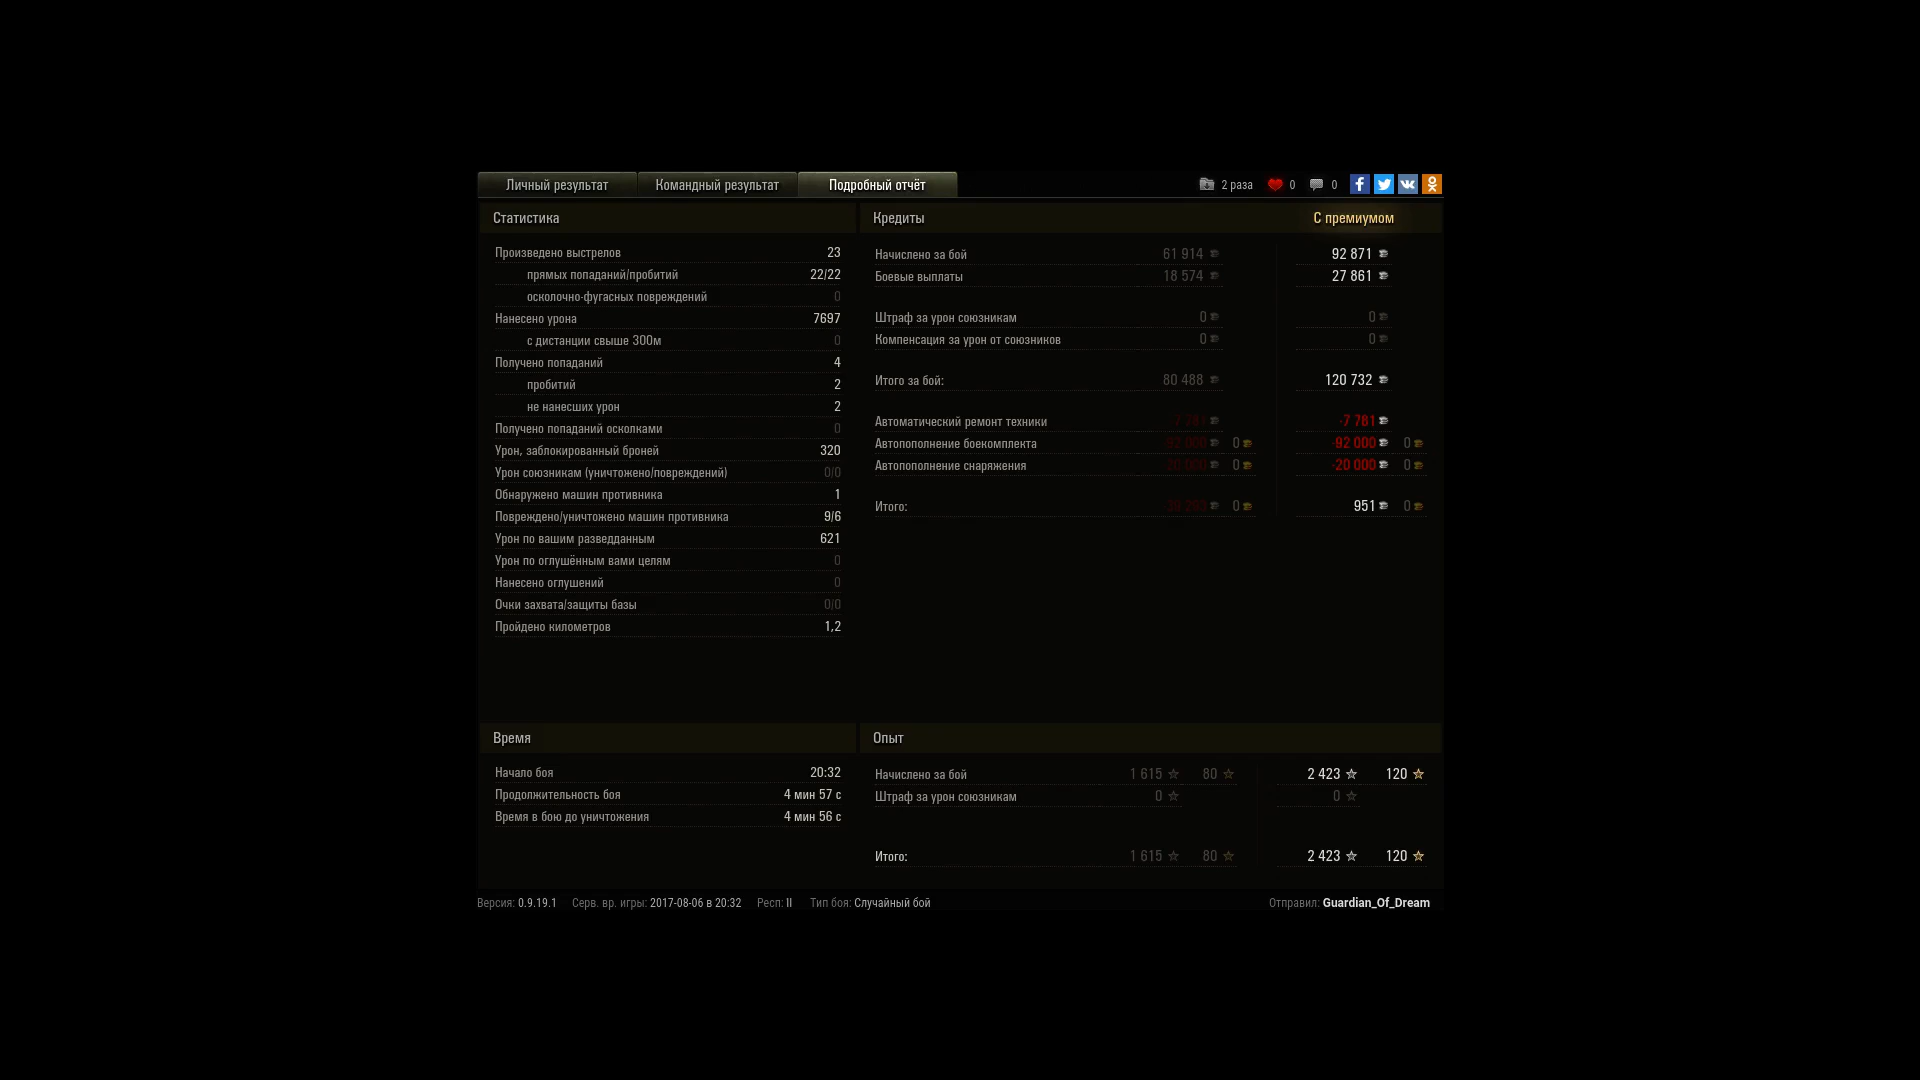 Личный результат Командный результат Подробный отчёт 2 раза 0 0
Статистика
Произведено выстрелов 23
прямых попаданий/пробитий 22/22
осколочно-фугасных повреждений 0
Нанесено урона 7697
с дистанции свыше 300м 0
Получено попаданий 4
пробитий 2
не нанесших урон 2
Получено попаданий осколками 0
Урон, заблокированный броней 320
Урон союзникам (уничтожено/повреждений) 0/0
Обнаружено машин противника 1
Повреждено/уничтожено машин противника 9/6
Урон по вашим разведданным 621
Урон по оглушённым вами целям 0
Нанесено оглушений 0
Очки захвата/защиты базы 0/0
Пройдено километров 1,2
Кредиты С премиумом
Начислено за бой 61 914 92 871
Боевые выплаты 18 574 27 861
Штраф за урон союзникам 0 0
Компенсация за урон от союзников 0 0
Итого за бой: 80 488 120 732
Автоматический ремонт техники -7 781 -7 781
Автопополнение боекомплекта -92 000 0 -92 000 0
Автопополнение снаряжения -20 000 0 -20 000 0
Итого: 0 951 0
Время
Начало боя 20:32
Продолжительность боя 4 мин 57 с
Время в бою до уничтожения 4 мин 56 с
Опыт
Начислено за бой 1 615 80 2 423 120
Штраф за урон союзникам 0 0
Итого: 1 615 80 2 423 120
Версия: 0.9.19.1 Серв. вр. игры: 2017-08-06 в 20:32 Респ: II Тип боя: Случайный бой Отправил: Guardian_Of_Dream